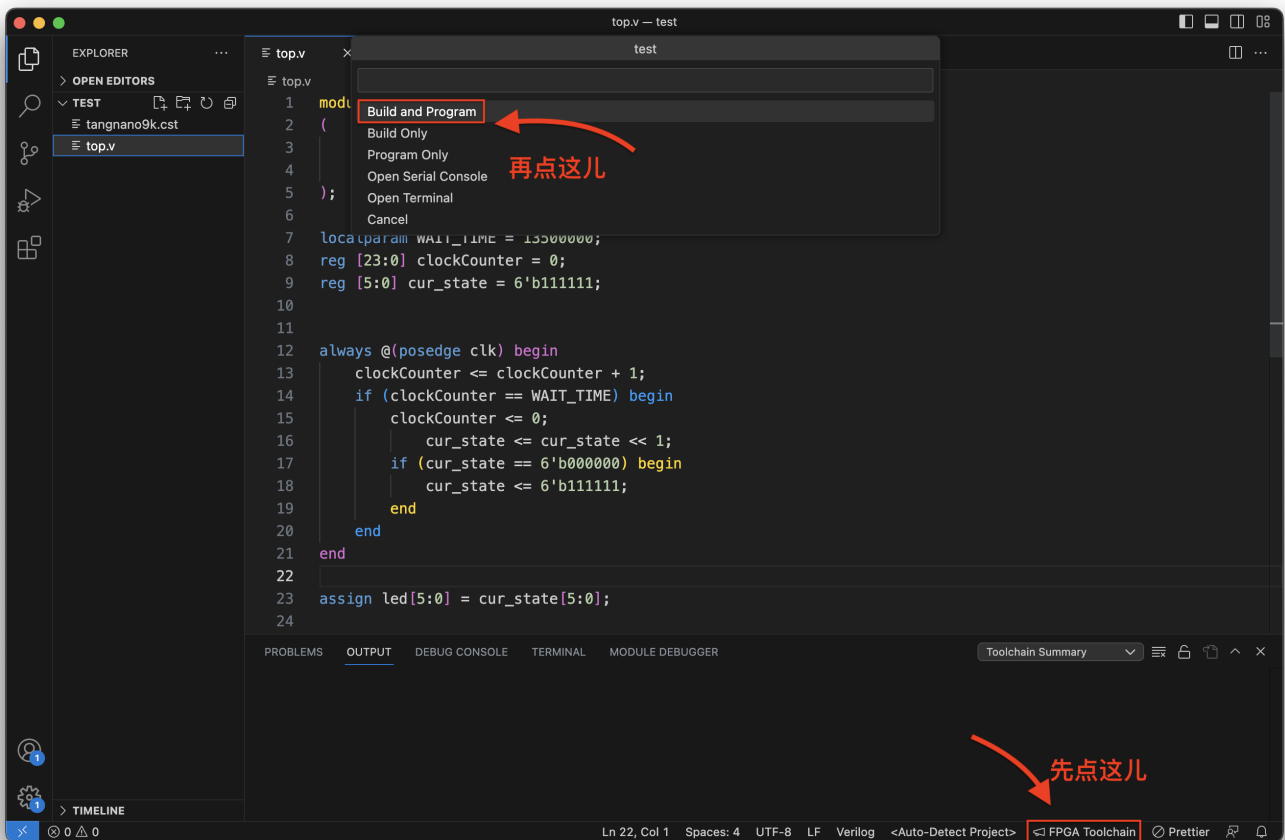 top.v — test
EXPLORER
OPEN EDITORS
TEST
tangnano9k.cst
top.v
top.v
top.v
test
Build and Program
Build Only
Program Only
Open Serial Console
Open Terminal
Cancel
再点这儿
1 modu
2 (
3
4
5 );
6
7 localparam WAIT_TIME = 13500000;
8 reg [23:0] clockCounter = 0;
9 reg [5:0] cur_state = 6'b111111;
10
11
12 always @(posedge clk) begin
13 clockCounter <= clockCounter + 1;
14 if (clockCounter == WAIT_TIME) begin
15 clockCounter <= 0;
16 cur_state <= cur_state << 1;
17 if (cur_state == 6'b000000) begin
18 cur_state <= 6'b111111;
19 end
20 end
21 end
22
23 assign led[5:0] = cur_state[5:0];
24
PROBLEMS OUTPUT DEBUG CONSOLE TERMINAL MODULE DEBUGGER
Toolchain Summary
先点这儿
1
1
TIMELINE
0 0 Ln 22, Col 1 Spaces: 4 UTF-8 LF Verilog <Auto-Detect Project> FPGA Toolchain Prettier